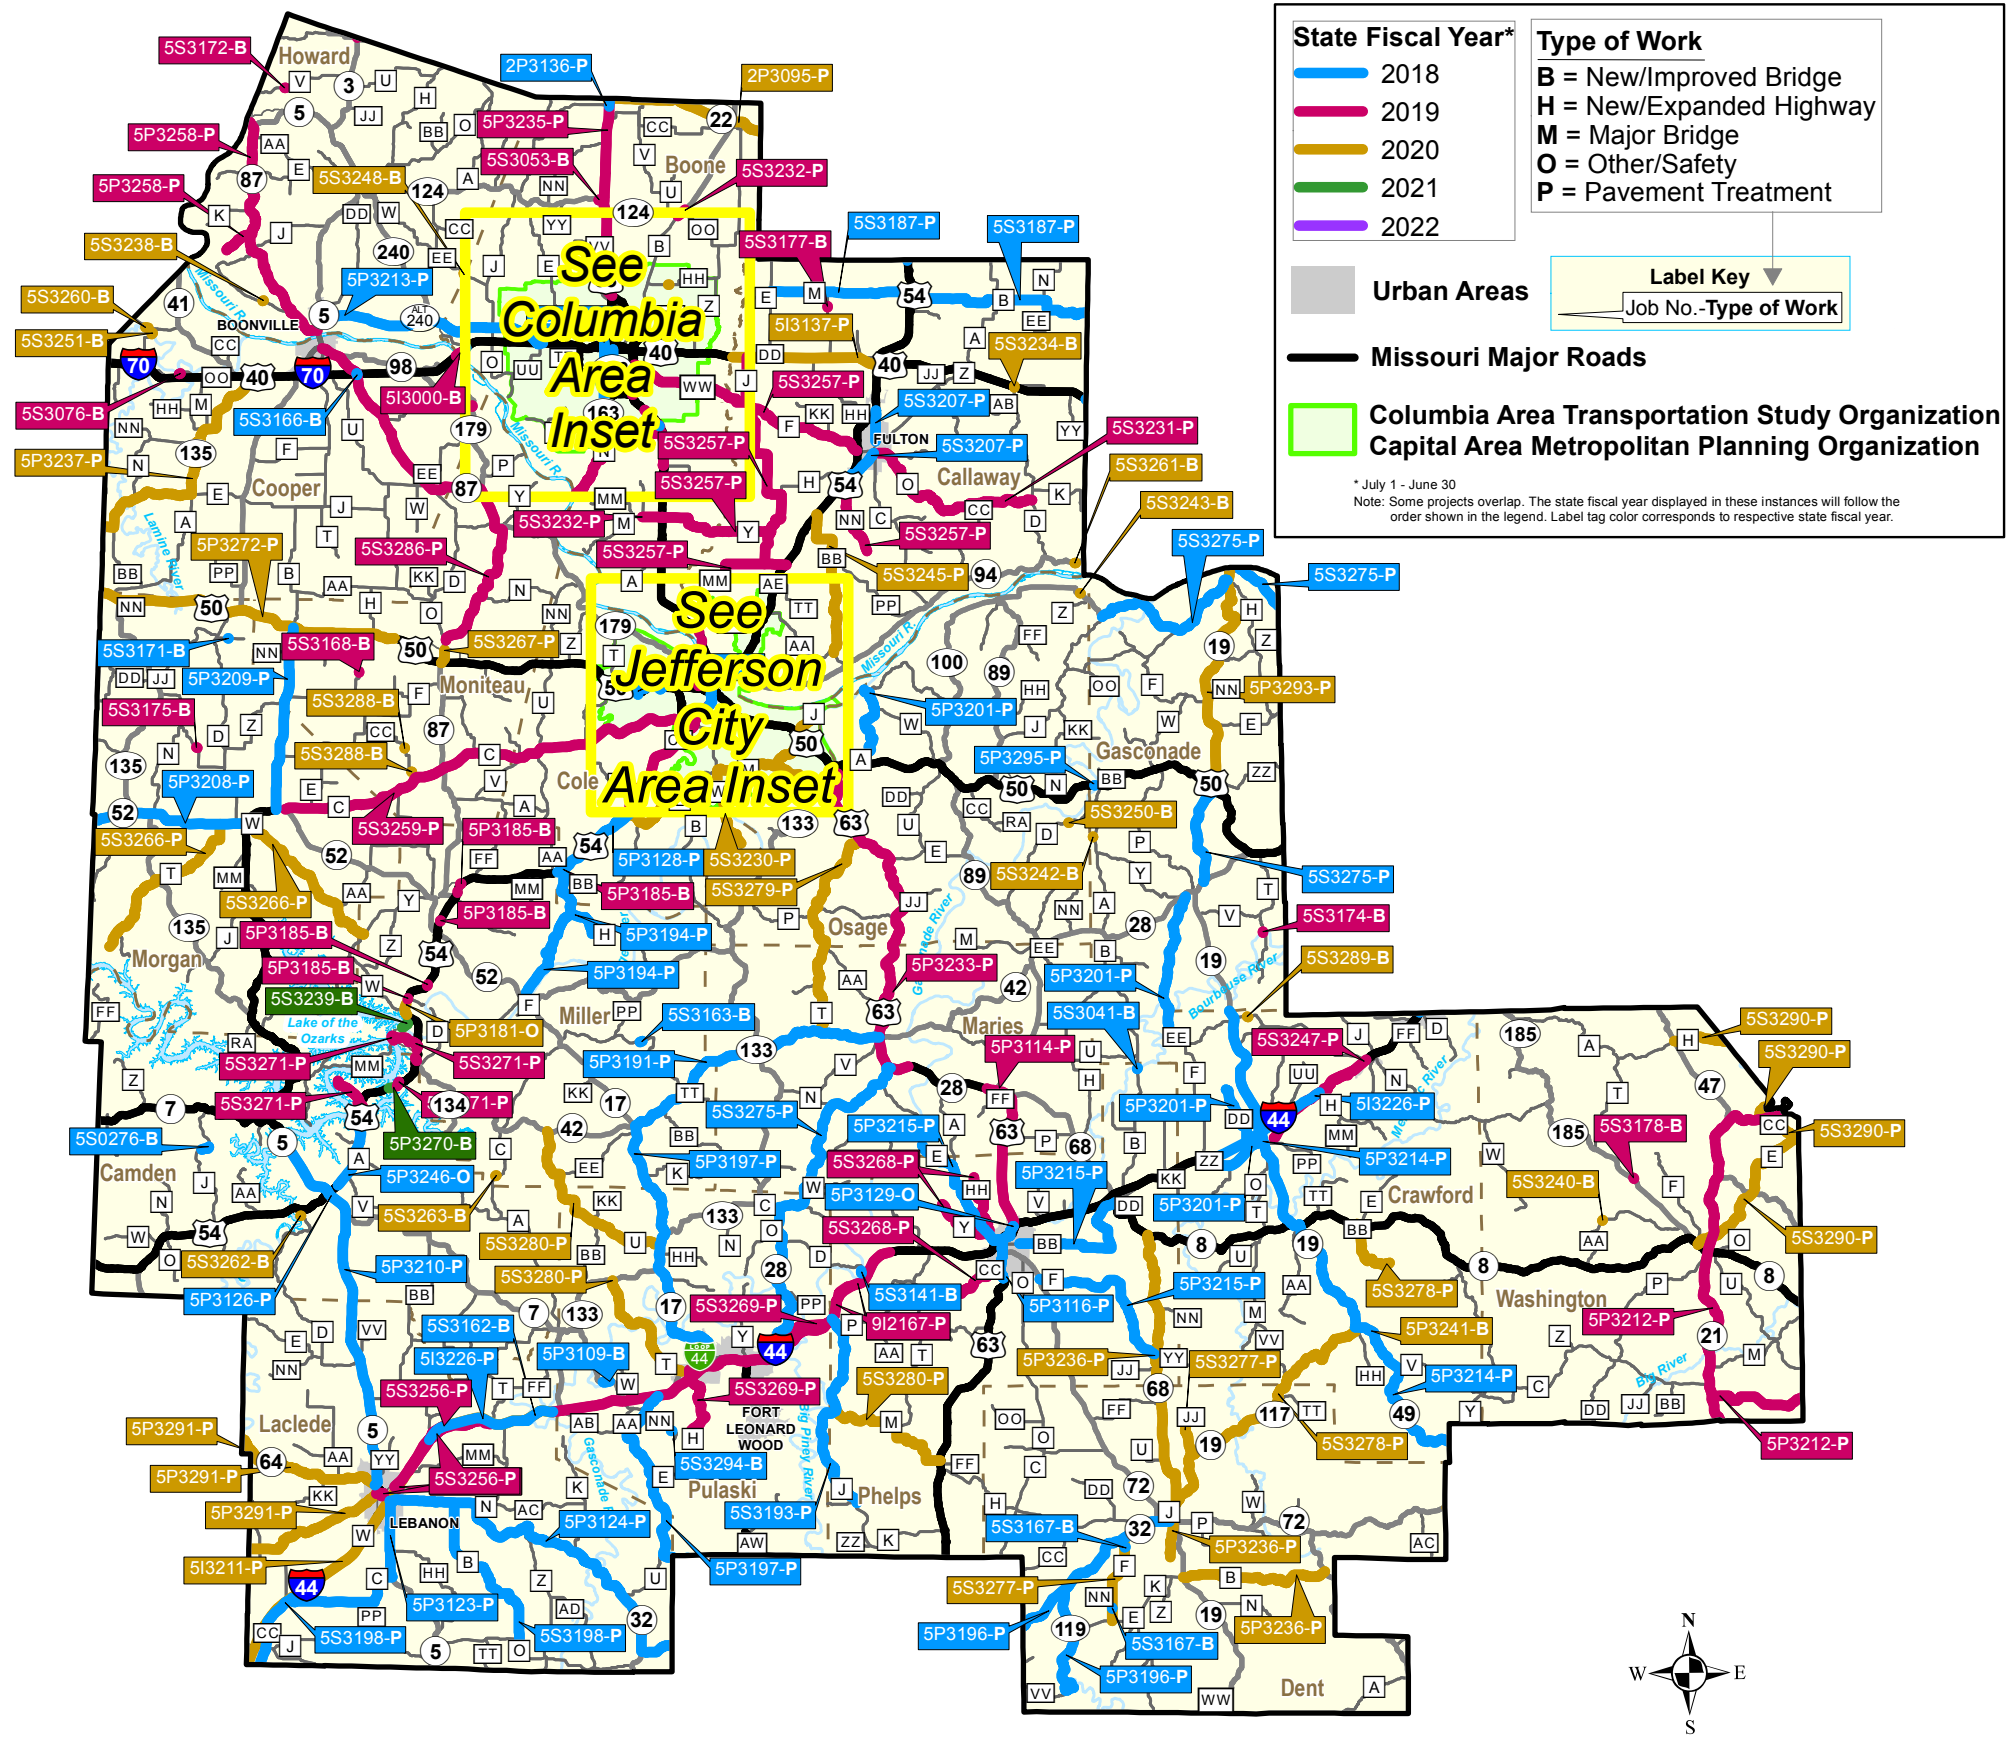 State Fiscal Year*
2018
2019
2020
2021
2022
Type of Work
B = New/Improved Bridge
H = New/Expanded Highway
M = Major Bridge
O = Other/Safety
P = Pavement Treatment
Urban Areas
Label Key
Job No.-Type of Work
Missouri Major Roads
Columbia Area Transportation Study Organization
Capital Area Metropolitan Planning Organization
* July 1 - June 30
Note: Some projects overlap. The state fiscal year displayed in these instances will follow the
order shown in the legend. Label tag color corresponds to respective state fiscal year.
5S3172-B
Howard
2P3136-P
2P3095-P
5P3258-P
5P3235-P
5S3053-B
Boone
5S3232-P
5P3258-P
5S3248-B
5S3238-B
5P3213-P
5S3177-B
5S3187-P
5S3187-P
5S3260-B
5S3251-B
BOONVILLE
Missouri R.
See
Columbia
Area
Inset
5I3137-P
5S3234-B
5S3076-B
5S3166-B
5I3000-B
5S3257-P
5S3207-P
FULTON
5S3207-P
5S3231-P
5P3237-P
Cooper
Missouri R.
5S3257-P
5S3257-P
Callaway
5S3261-B
5S3243-B
Lamine River
5P3272-P
5S3286-P
5S3232-P
5S3257-P
5S3257-P
5S3245-P
5S3275-P
5S3275-P
5S3171-B
5S3168-B
5S3267-P
5P3209-P
Moniteau
See
Jefferson
City
Area Inset
Missouri R.
5S3175-B
5S3288-B
5S3288-B
5P3201-P
5P3293-P
5P3208-P
Cole
5P3295-P
Gasconade
5S3266-P
5S3259-P
5P3185-B
5P3128-P
5S3230-P
5S3250-B
5S3266-P
5P3185-B
5P3185-B
5S3279-P
5S3242-B
5S3275-P
Morgan
5P3185-B
5P3194-P
Osage
5S3174-B
5P3185-B
5P3194-P
5P3233-P
5P3201-P
5S3289-B
5S3239-B
Lake of the
Ozarks
5P3181-O
Miller
5S3163-B
Maries
5S3041-B
Bourbeuse River
5S3271-P
5S3271-P
5P3191-P
5P3114-P
5S3247-P
5S3290-P
5S3290-P
5S3271-P
5S3275-P
5P3215-P
5P3201-P
5I3226-P
5S0276-B
5P3270-B
5P3197-P
5S3268-P
5P3215-P
5P3214-P
5S3178-B
5S3290-P
Camden
5P3246-O
5S3263-B
5P3129-O
5S3268-P
5P3201-P
Crawford
5S3240-B
5S3262-B
5S3280-P
5S3290-P
5P3126-P
5P3210-P
5S3280-P
5S3269-P
5S3141-B
5P3116-P
5P3215-P
5S3278-P
Washington
5S3162-B
9I2167-P
5P3241-B
5P3212-P
5I3226-P
5P3109-B
5P3236-P
5S3277-P
5S3256-P
5S3269-P
5S3280-P
5P3214-P
Big River
Laclede
FORT
LEONARD
WOOD
Big Piney River
5P3291-P
5S3278-P
5P3212-P
5P3291-P
5S3256-P
5S3294-B
Pulaski
5P3291-P
LEBANON
5P3124-P
5S3193-P
Phelps
5S3167-B
5P3236-P
5I3211-P
5P3197-P
5S3277-P
5P3123-P
5P3196-P
5S3167-B
5P3236-P
5S3198-P
5S3198-P
5P3196-P
Dent
N
W
E
S